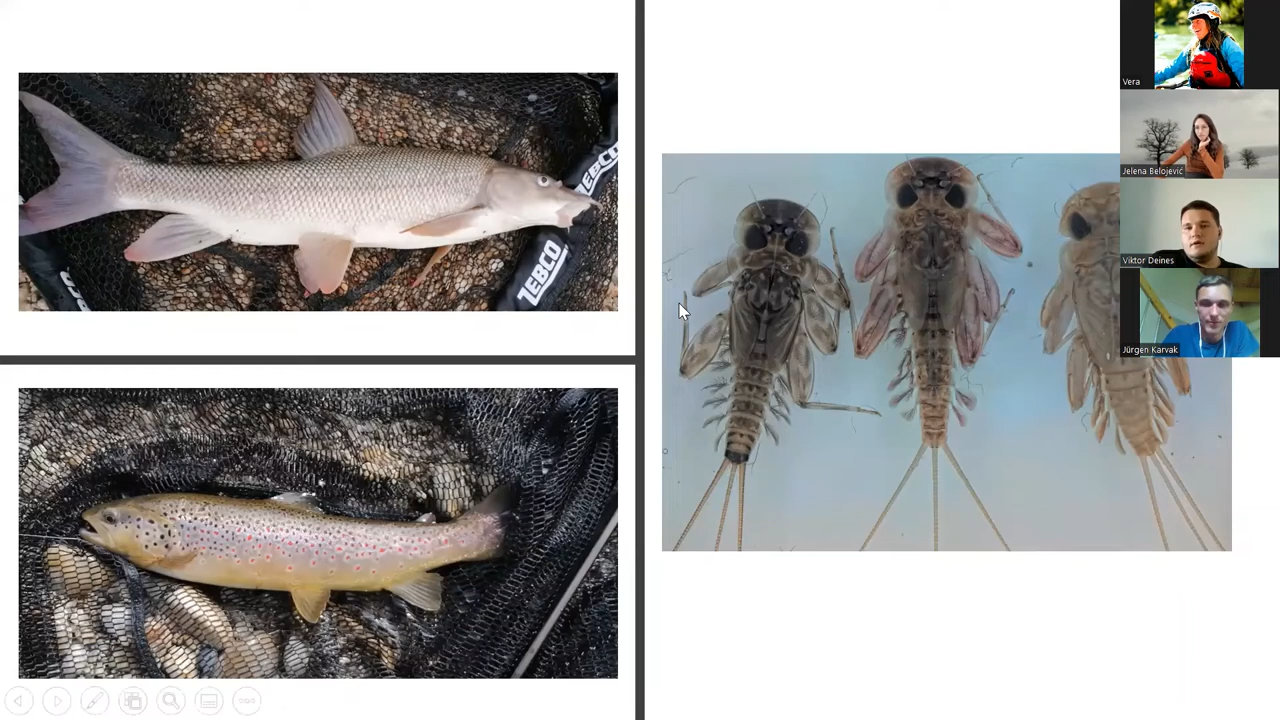 ZEBCO
ZEBCO
Vera
Jelena Belojević
Viktor Deines
Jürgen Karvak